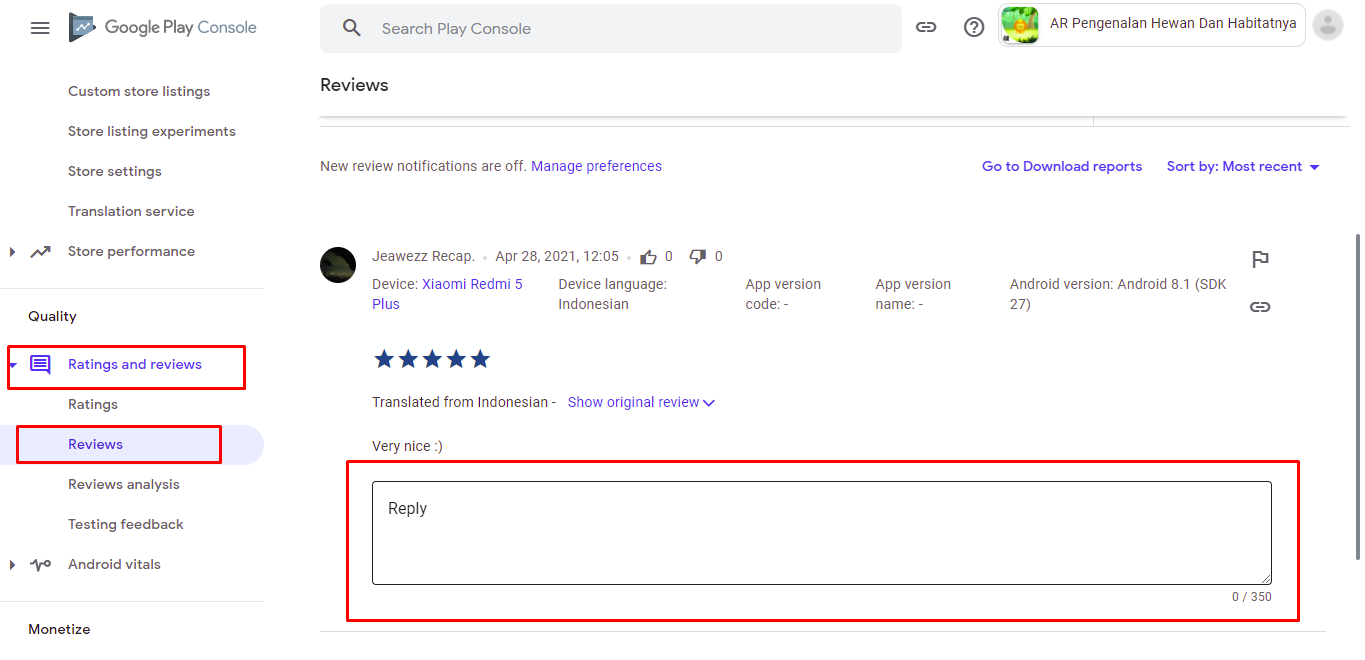 Google Play Console
Search Play Console
AR Pengenalan Hewan Dan Habitatnya
Custom store listings
Store listing experiments
Store settings
Translation service
Store performance
Quality
Ratings and reviews
Ratings
Reviews
Reviews analysis
Testing feedback
Android vitals
Monetize
Reviews
New review notifications are off. Manage preferences
Go to Download reports
Sort by: Most recent
Jeawezz Recap. Apr 28, 2021, 12:05 0 0
Device: Xiaomi Redmi 5
Plus
Device language:
Indonesian
App version
code: -
App version
name: -
Android version: Android 8.1 (SDK
27)
Translated from Indonesian - Show original review
Very nice :)
Reply
0 / 350